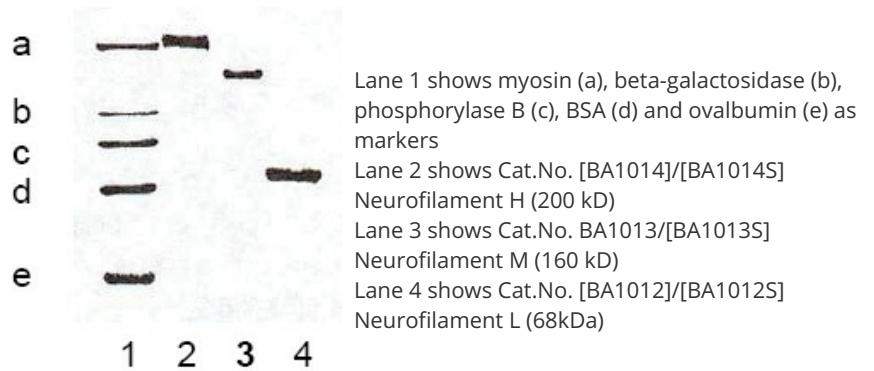 a
b
c
d
e
1 2 3 4
Lane 1 shows myosin (a), beta-galactosidase (b),
phosphorylase B (c), BSA (d) and ovalbumin (e) as
markers
Lane 2 shows Cat.No. [BA1014]/[BA1014S]
Neurofilament H (200 kD)
Lane 3 shows Cat.No. BA1013/[BA1013S]
Neurofilament M (160 kD)
Lane 4 shows Cat.No. [BA1012]/[BA1012S]
Neurofilament L (68kDa)